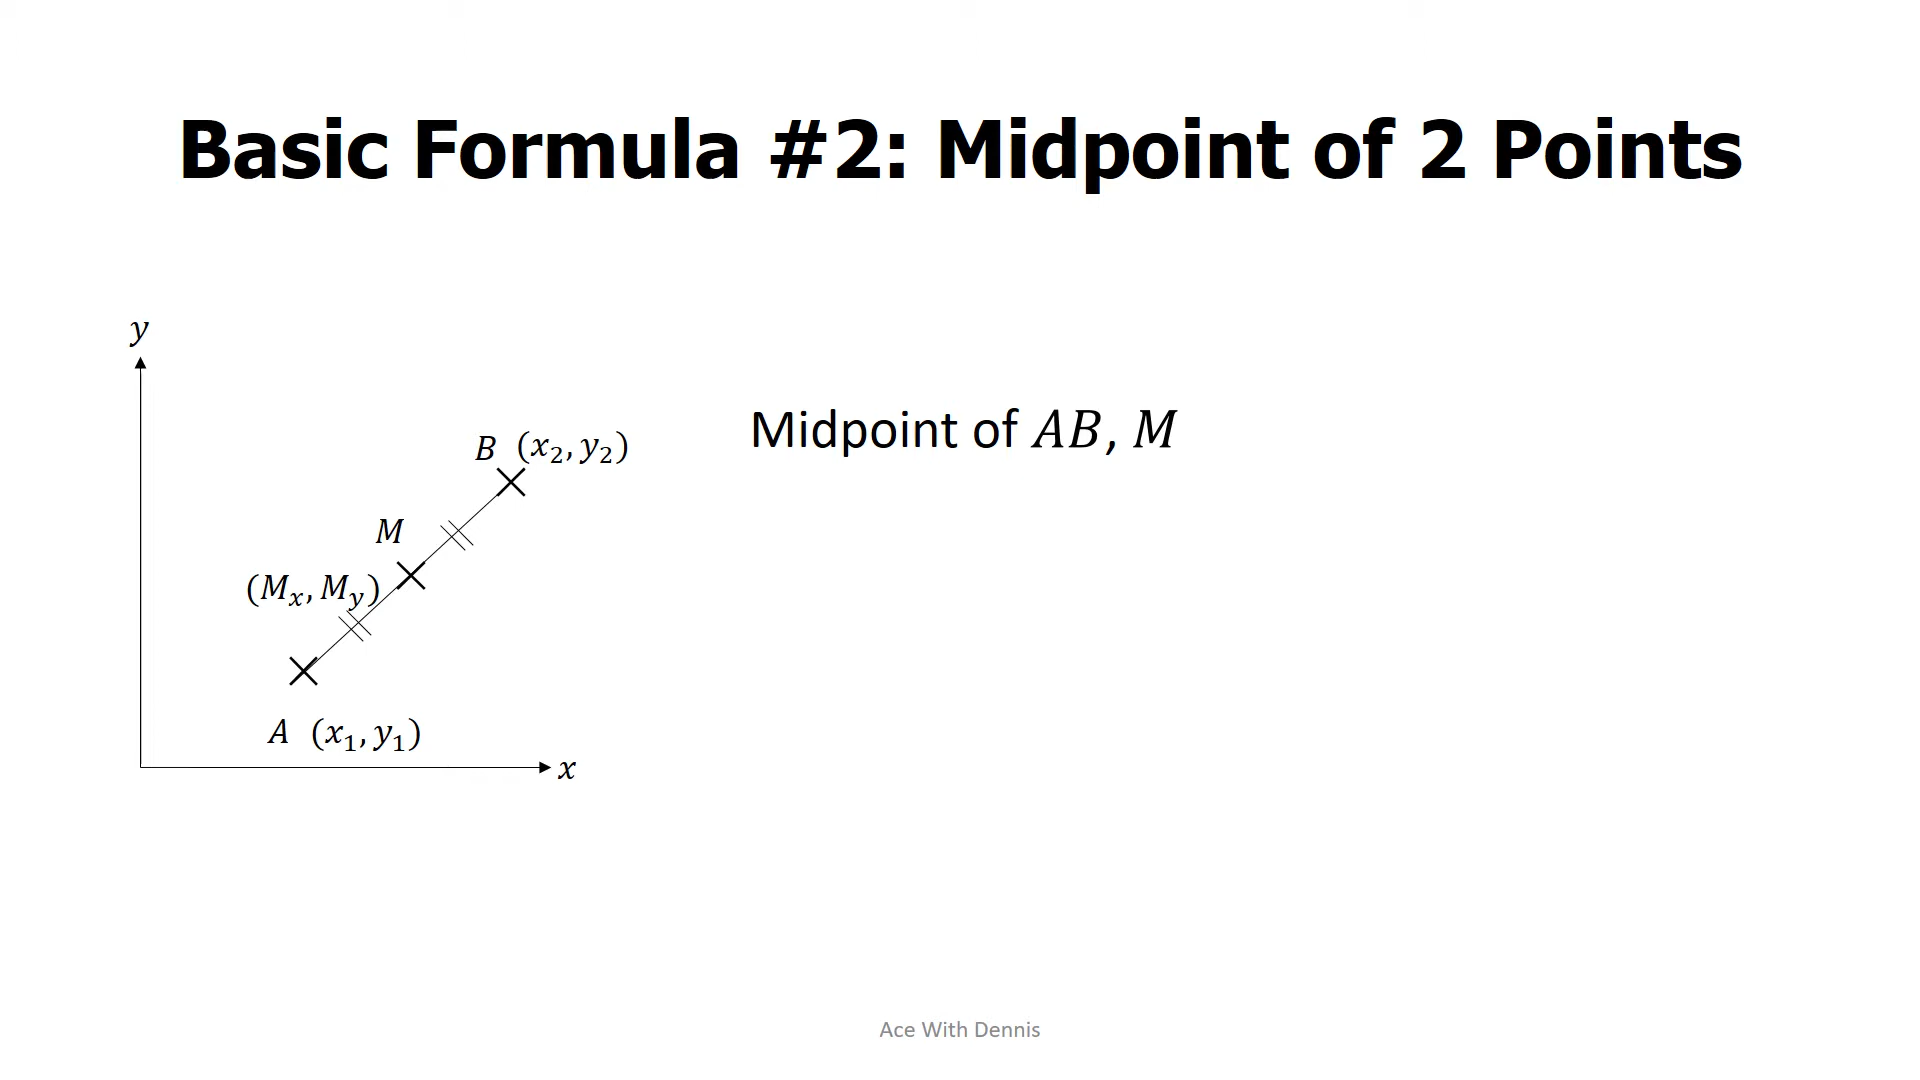 Basic Formula #2: Midpoint of 2 Points
y
B (x₂, y₂)
Midpoint of AB, M
M
(Mₓ, M_y)
A (x₁, y₁)
x
Ace With Dennis